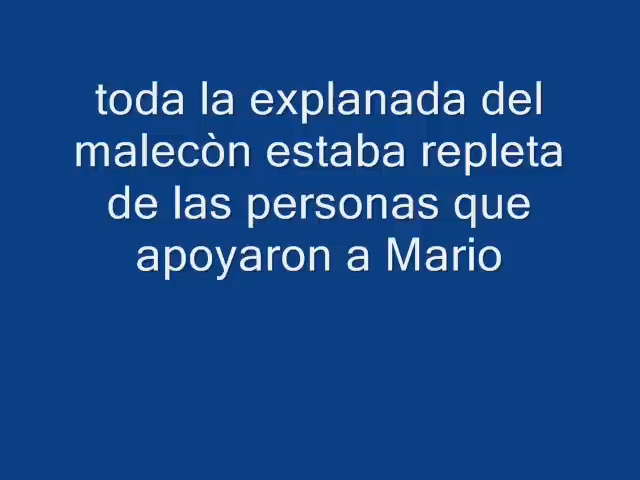 toda la explanada del
malecòn estaba repleta
de las personas que
apoyaron a Mario